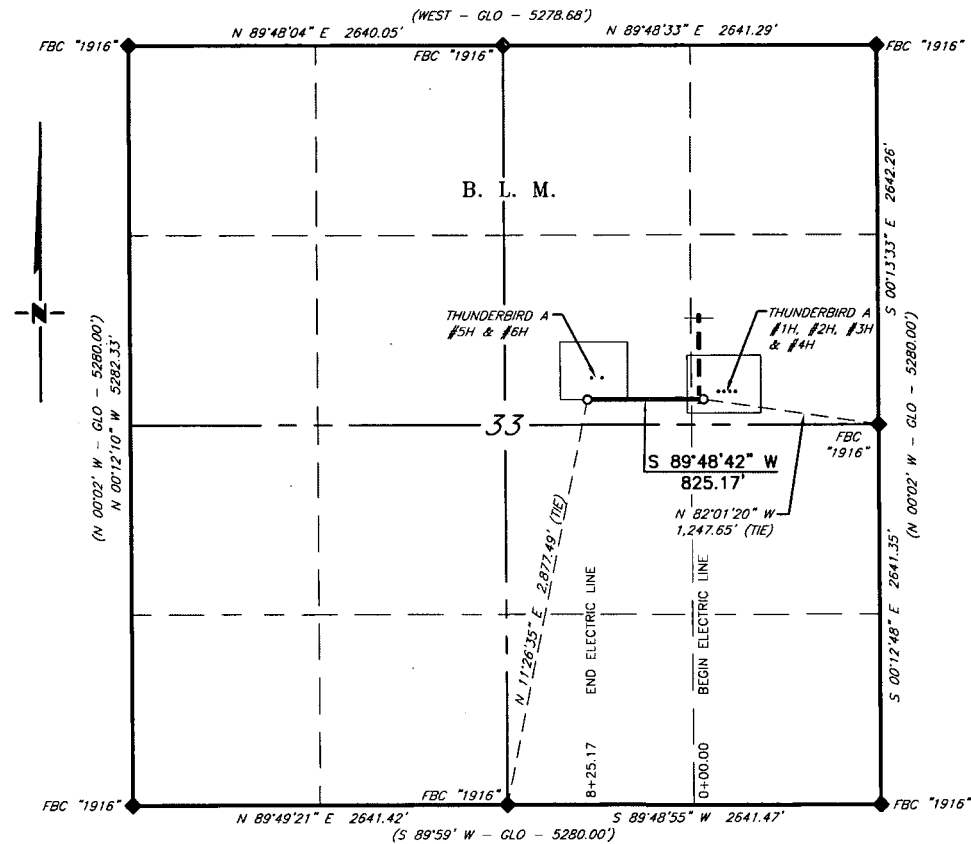 (WEST - GLO - 5278.68')
N 89°48'04" E 2640.05'
N 89°48'33" E 2641.29'
FBC "1916"
FBC "1916"
FBC "1916"
B. L. M.
S 00°13'33" E 2642.26'
N
THUNDERBIRD A
#5H & #6H
THUNDERBIRD A
#1H, #2H, #3H
& #4H
(N 00°02' W - GLO - 5280.00')
N 00°12'10" W 5282.33'
33
FBC
"1916"
(N 00°02' W - GLO - 5280.00')
S 89°48'42" W
825.17'
N 82°01'20" W
1,247.65' (TIE)
N 11°26'35" E 2,877.49' (TIE)
END ELECTRIC LINE
BEGIN ELECTRIC LINE
S 00°12'48" E 2641.35'
8+25.17
0+00.00
FBC "1916"
FBC "1916"
FBC "1916"
N 89°49'21" E 2641.42'
S 89°48'55" W 2641.47'
(S 89°59' W - GLO - 5280.00')